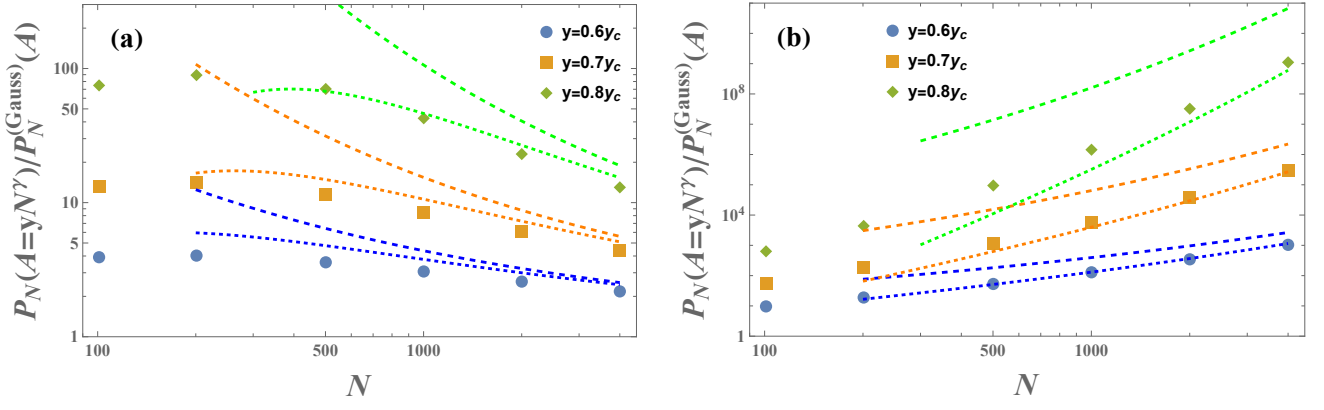 (a)
y=0.6y_c
y=0.7y_c
y=0.8y_c
P_N(A=yN^γ)/P_N^(Gauss)(A)
100
50
10
5
1
100
500
1000
N
(b)
y=0.6y_c
y=0.7y_c
y=0.8y_c
P_N(A=yN^γ)/P_N^(Gauss)(A)
10^8
10^4
1
100
500
1000
N